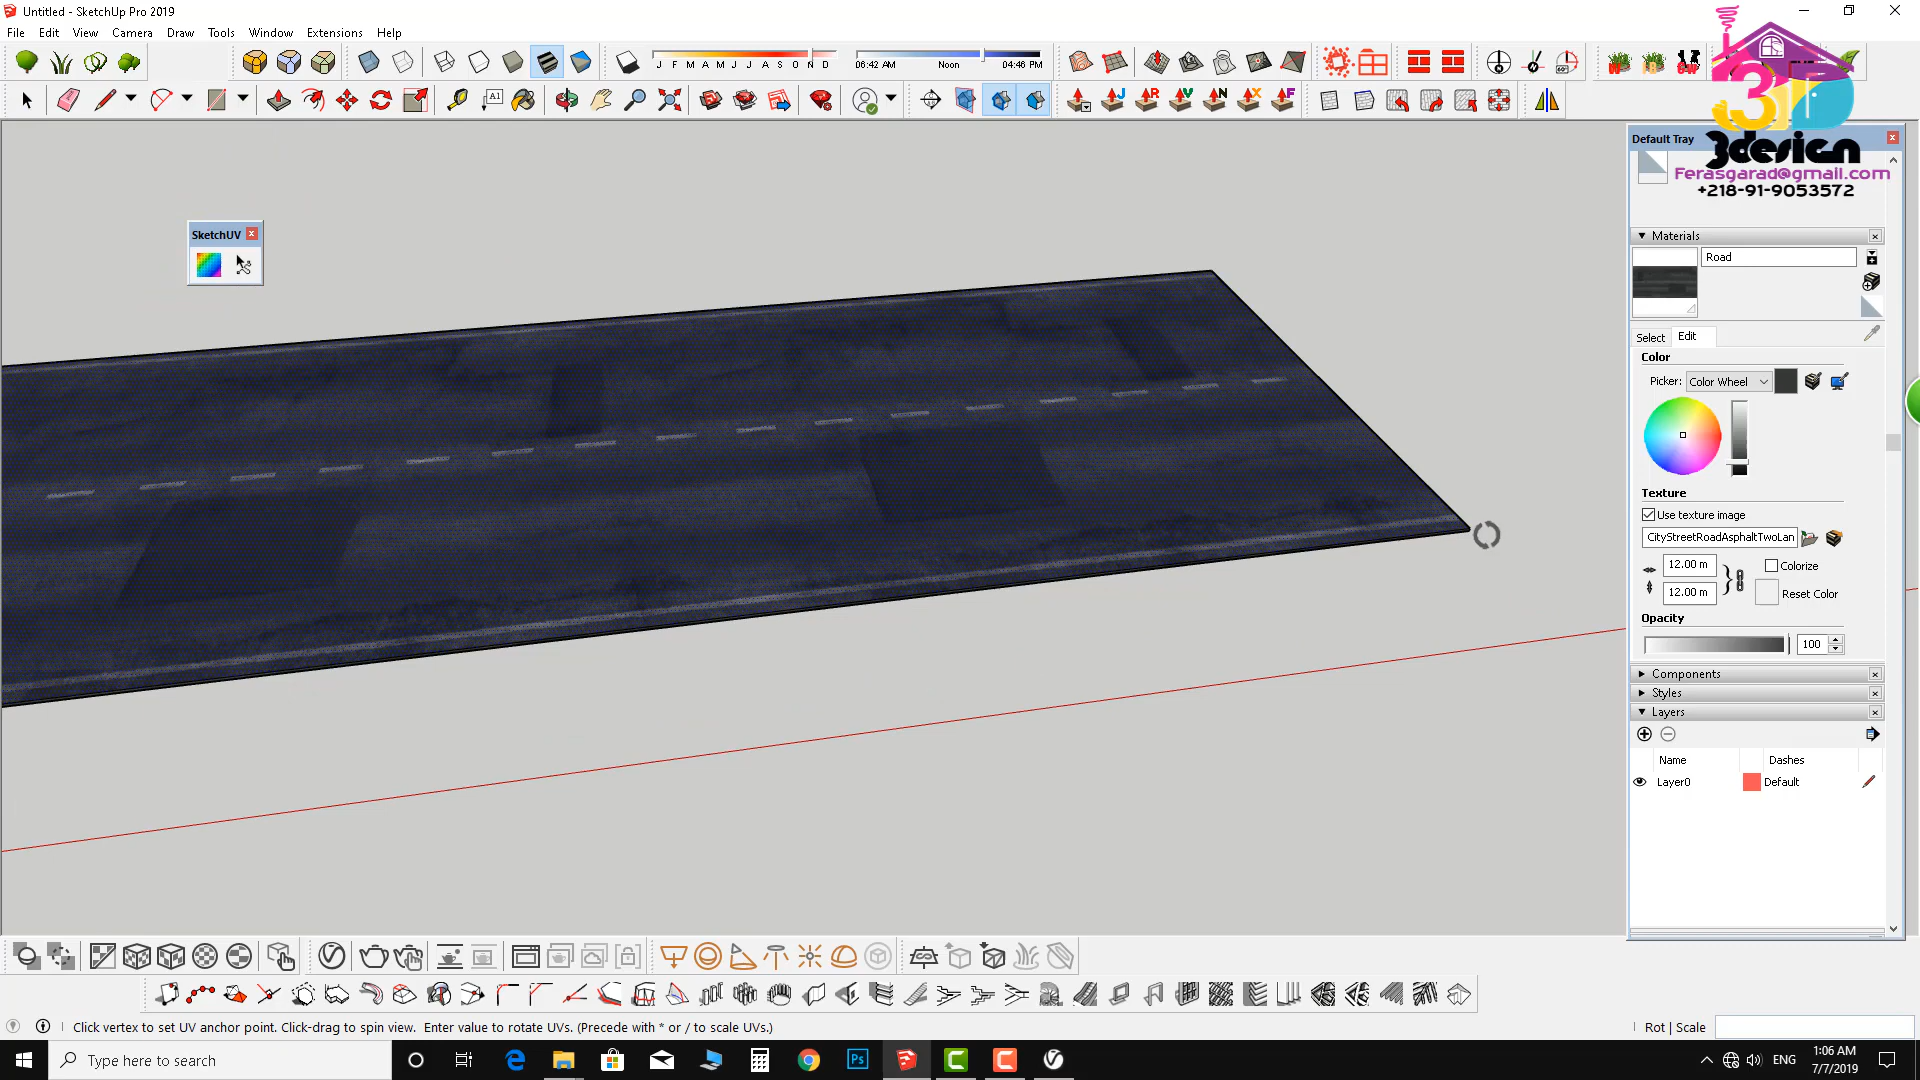 Untitled - SketchUp Pro 2019
File Edit View Camera Draw Tools Window Extensions Help
J F M A M J J A S O N D
06:42 AM Noon 04:46 PM
A1
J R V N X F
3D
3design
Ferasgarad@gmail.com
+218-91-9053572
Default Tray
SketchUV
Materials
Road
Select Edit
Color
Picker: Color Wheel
Texture
Use texture image
CityStreetRoadAsphaltTwoLan
12.00 m Colorize
12.00 m Reset Color
Opacity
100
Components
Styles
Layers
Name Dashes
Layer0 Default
Click vertex to set UV anchor point. Click-drag to spin view. Enter value to rotate UVs. (Precede with * or / to scale UVs.)
Rot | Scale
Type here to search
Ps
ENG
1:06 AM
7/7/2019